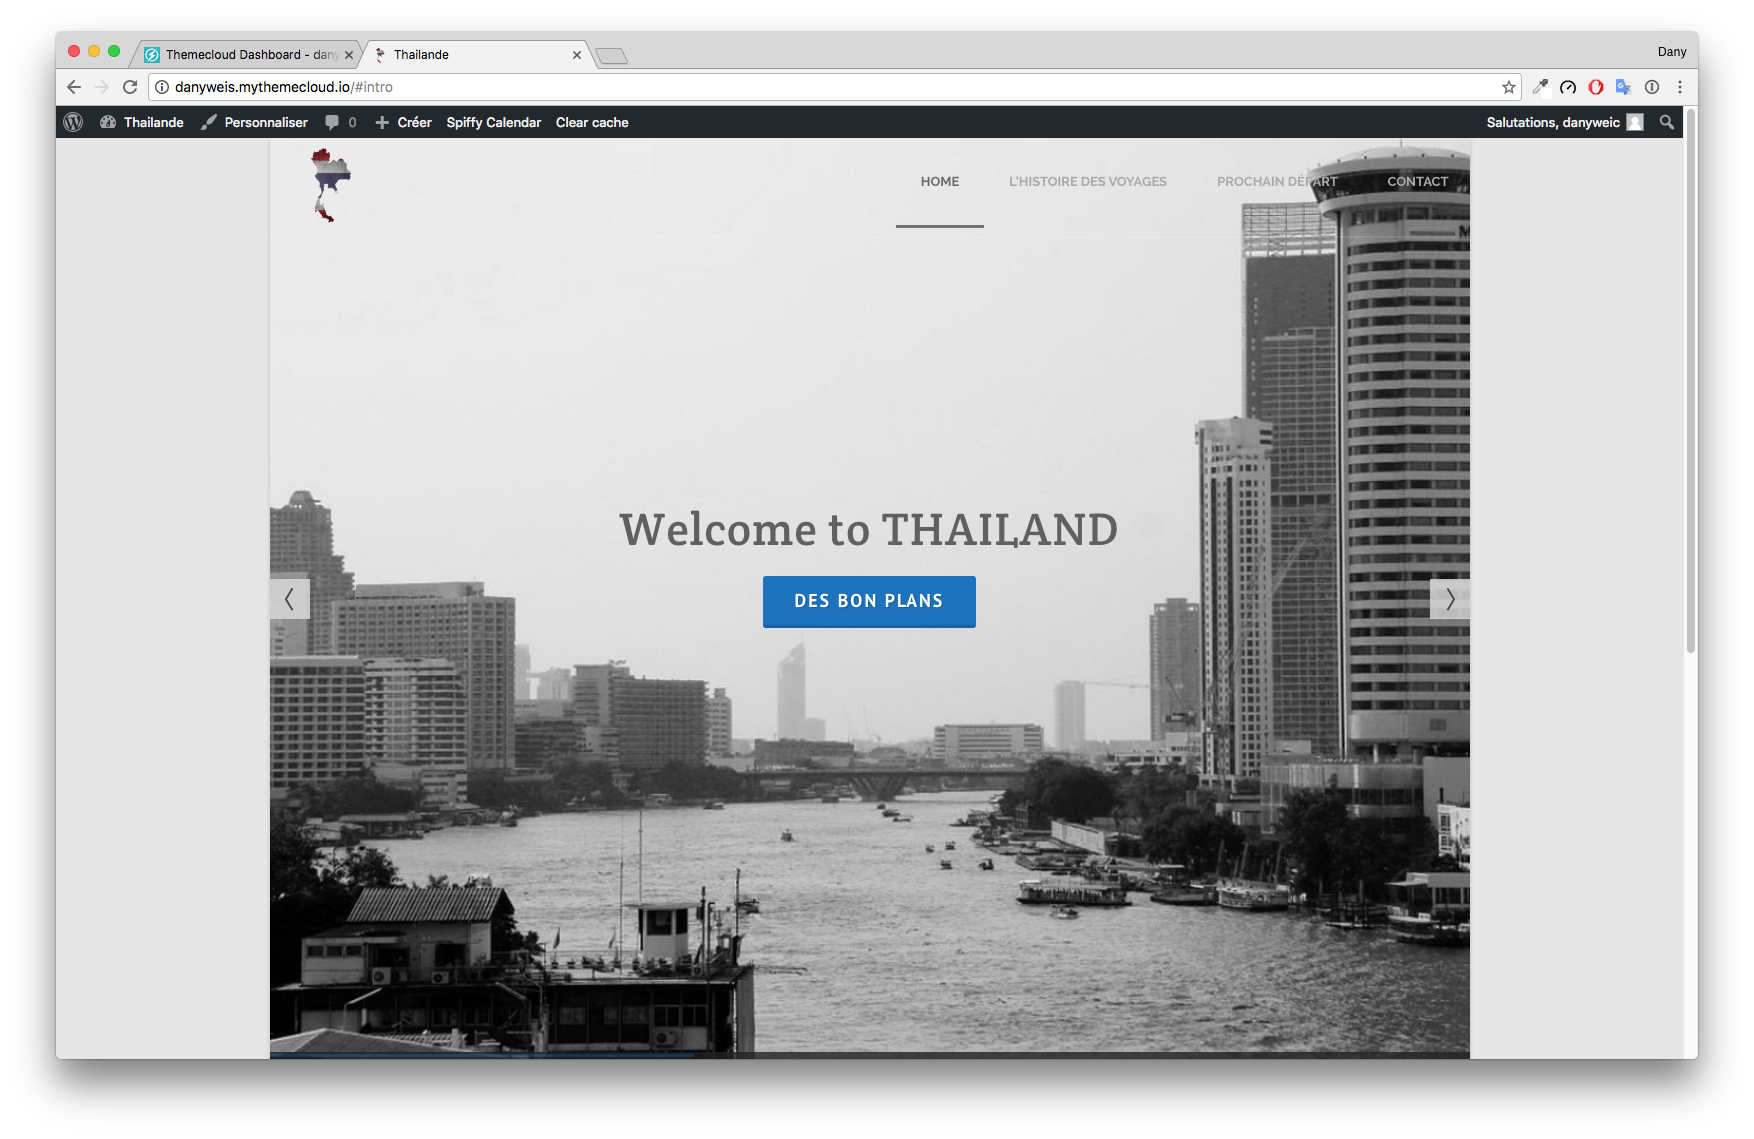 Themecloud Dashboard - dany
Thailande
Dany
danyweis.mythemecloud.io/#intro
Thailande
Personnaliser
0
Créer
Spiffy Calendar
Clear cache
Salutations, danyweic
HOME
L'HISTOIRE DES VOYAGES
PROCHAIN DÉPART
CONTACT
Welcome to THAILAND
DES BON PLANS